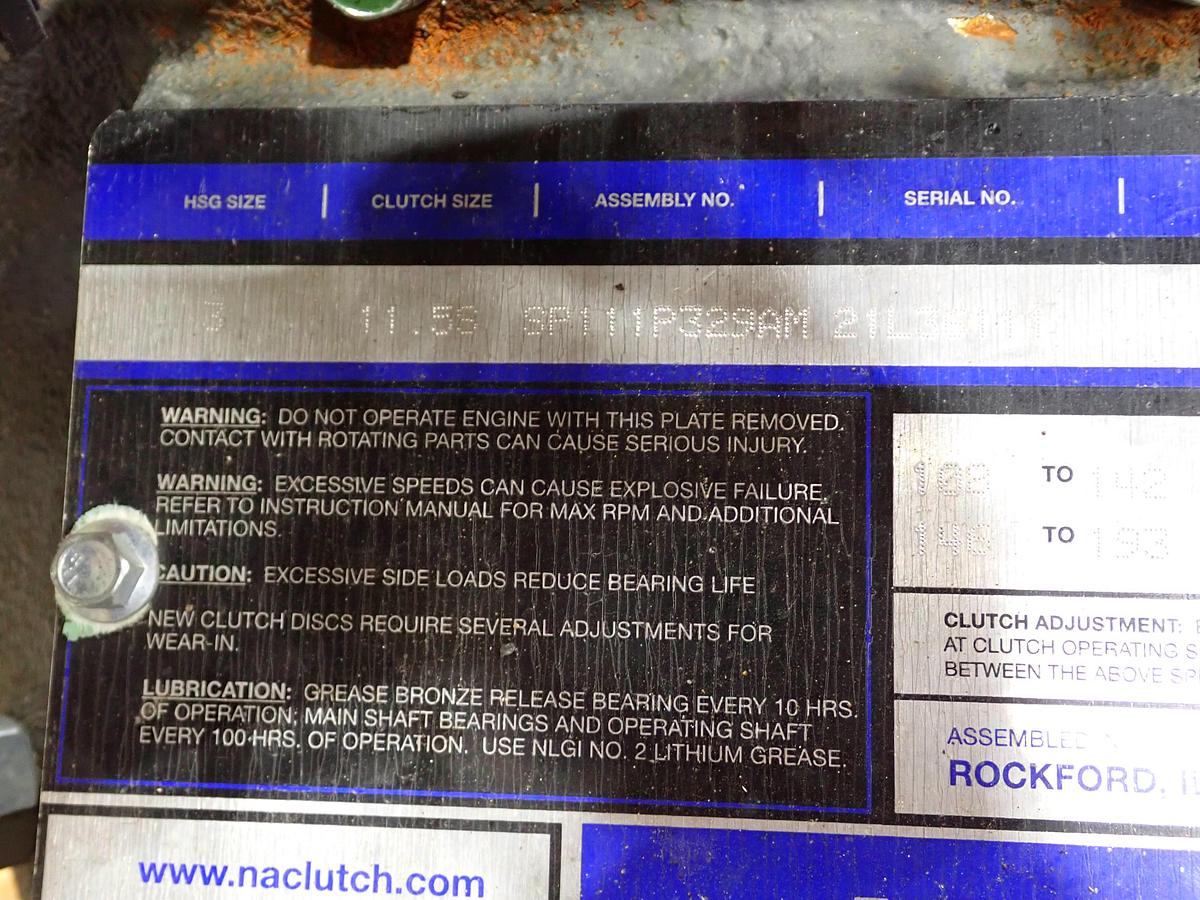 HSG SIZE | CLUTCH SIZE | ASSEMBLY NO. | SERIAL NO. |
3 11.5S SP111P329AM
WARNING: DO NOT OPERATE ENGINE WITH THIS PLATE REMOVED.
CONTACT WITH ROTATING PARTS CAN CAUSE SERIOUS INJURY.
WARNING: EXCESSIVE SPEEDS CAN CAUSE EXPLOSIVE FAILURE.
REFER TO INSTRUCTION MANUAL FOR MAX RPM AND ADDITIONAL
LIMITATIONS.
CAUTION: EXCESSIVE SIDE LOADS REDUCE BEARING LIFE
NEW CLUTCH DISCS REQUIRE SEVERAL ADJUSTMENTS FOR
WEAR-IN.
LUBRICATION: GREASE BRONZE RELEASE BEARING EVERY 10 HRS.
OF OPERATION; MAIN SHAFT BEARINGS AND OPERATING SHAFT
EVERY 100 HRS. OF OPERATION. USE NLGI NO. 2 LITHIUM GREASE.
www.naclutch.com
TO 142
TO 193
CLUTCH ADJUSTMENT:
AT CLUTCH OPERATING
BETWEEN THE ABOVE
ASSEMBLED
ROCKFORD,